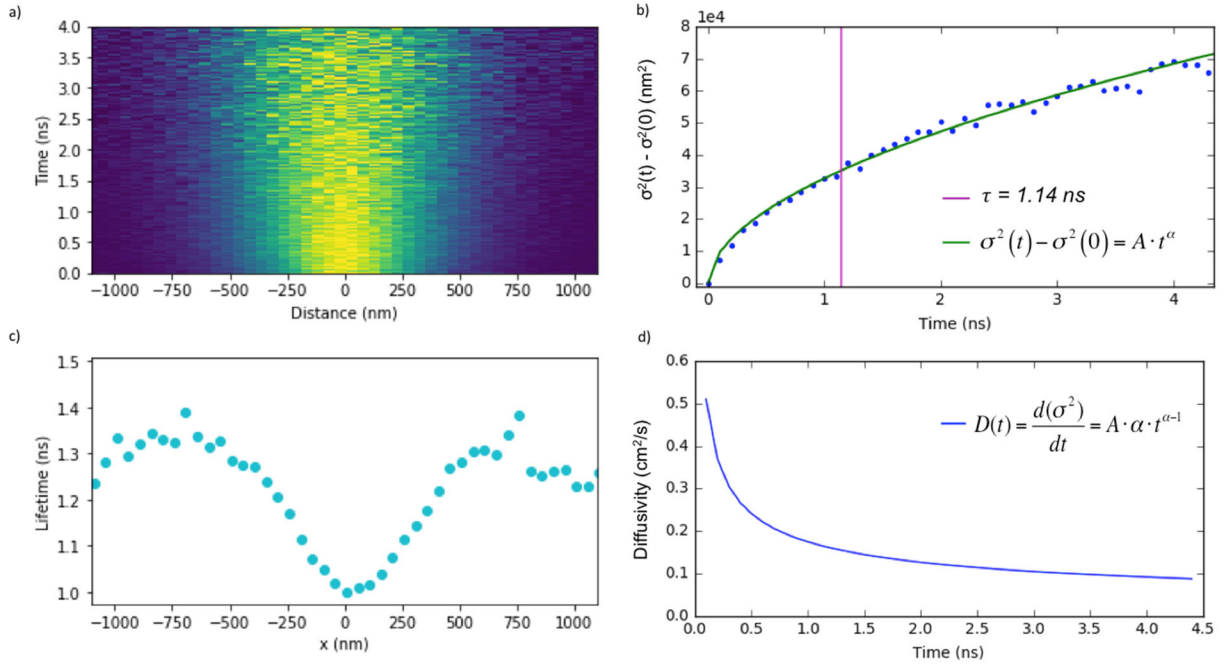 a)
4.0
3.5
3.0
2.5
2.0
1.5
1.0
0.5
0.0
Time (ns)
−1000 −750 −500 −250 0 250 500 750 1000
Distance (nm)
b)
1e4
8
7
6
5
4
3
2
1
0
σ²(t) - σ²(0) (nm²)
τ = 1.14 ns
σ²(t) − σ²(0) = A · t^α
0 1 2 3 4
Time (ns)
c)
1.5
1.4
1.3
1.2
1.1
1.0
Lifetime (ns)
−1000 −750 −500 −250 0 250 500 750 1000
x (nm)
d)
0.6
0.5
0.4
0.3
0.2
0.1
0.0
Diffusivity (cm²/s)
D(t) = d(σ²)/dt = A · α · t^(α−1)
0.0 0.5 1.0 1.5 2.0 2.5 3.0 3.5 4.0 4.5
Time (ns)